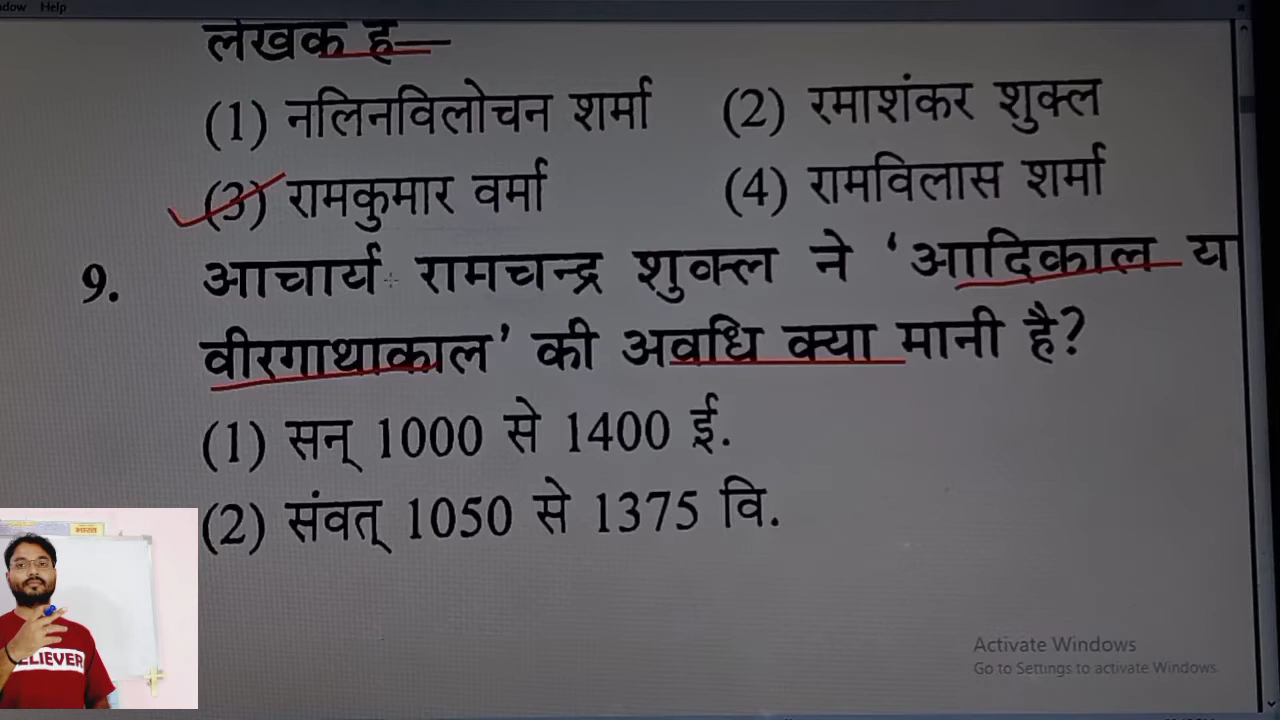 Help
लेखक है—
(1) नलिनविलोचन शर्मा (2) रमाशंकर शुक्ल
(3) रामकुमार वर्मा (4) रामविलास शर्मा
9. आचार्य रामचन्द्र शुक्ल ने ‘आदिकाल य
वीरगाथाकाल’ की अवधि क्या मानी है?
(1) सन् 1000 से 1400 ई.
(2) संवत् 1050 से 1375 वि.
भारत
ELIEVER
Activate Windows
Go to Settings to activate Windows.